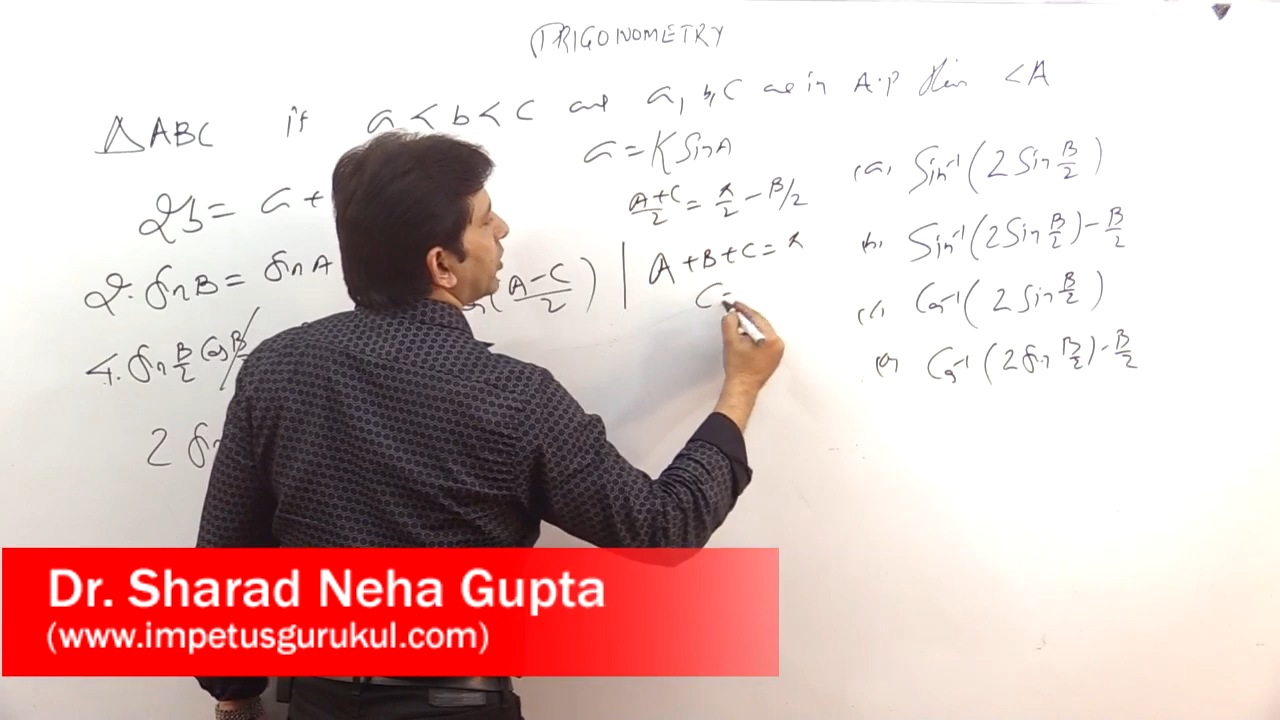 TRIGONOMETRY
△ABC if a < b < c and a, b, c are in A.P then <A
2b = a +
a = K Sin A
2. Sin B = Sin A
(A-C/2)
4. Sin B/2 Cos B/2
2 Sin
A+C/2 = π/2 - B/2
A + B + C = π
C =
(a) Sin⁻¹(2 Sin B/2)
(b) Sin⁻¹(2 Sin B/2) - B/2
(c) Cos⁻¹(2 Sin B/2)
(d) Cos⁻¹(2 Sin B/2) - B/2
Dr. Sharad Neha Gupta
(www.impetusgurukul.com)